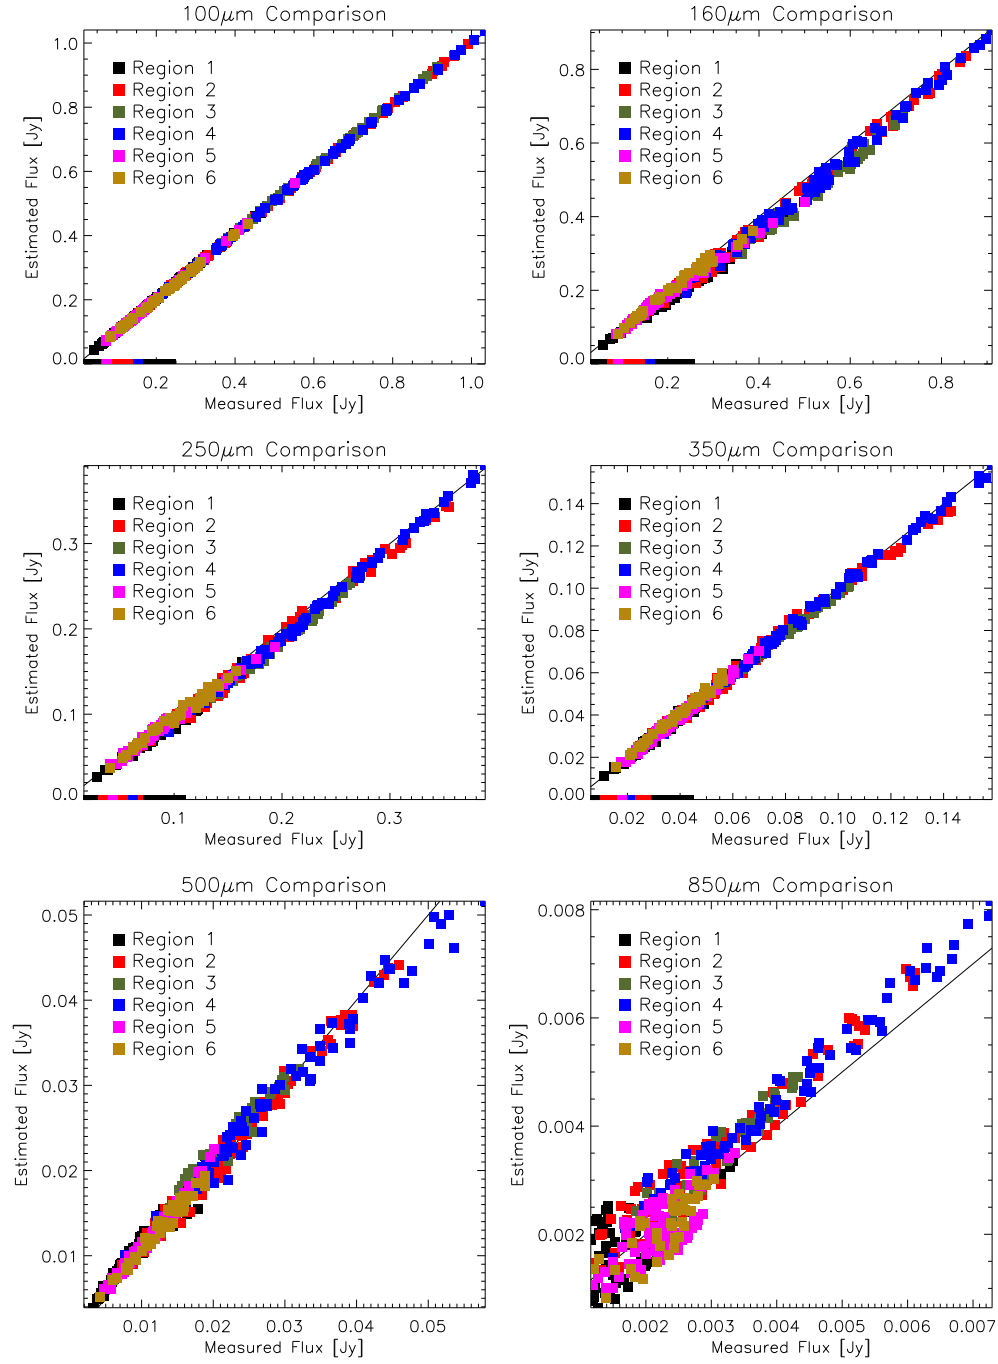 100μm Comparison
Estimated Flux [Jy]
1.0
0.8
0.6
0.4
0.2
0.0
Region 1
Region 2
Region 3
Region 4
Region 5
Region 6
0.2 0.4 0.6 0.8 1.0
Measured Flux [Jy]
160μm Comparison
Estimated Flux [Jy]
0.8
0.6
0.4
0.2
0.0
Region 1
Region 2
Region 3
Region 4
Region 5
Region 6
0.2 0.4 0.6 0.8
Measured Flux [Jy]
250μm Comparison
Estimated Flux [Jy]
0.3
0.2
0.1
0.0
Region 1
Region 2
Region 3
Region 4
Region 5
Region 6
0.1 0.2 0.3
Measured Flux [Jy]
350μm Comparison
Estimated Flux [Jy]
0.14
0.12
0.10
0.08
0.06
0.04
0.02
0.00
Region 1
Region 2
Region 3
Region 4
Region 5
Region 6
0.02 0.04 0.06 0.08 0.10 0.12 0.14
Measured Flux [Jy]
500μm Comparison
Estimated Flux [Jy]
0.05
0.04
0.03
0.02
0.01
Region 1
Region 2
Region 3
Region 4
Region 5
Region 6
0.01 0.02 0.03 0.04 0.05
Measured Flux [Jy]
850μm Comparison
Estimated Flux [Jy]
0.008
0.006
0.004
0.002
Region 1
Region 2
Region 3
Region 4
Region 5
Region 6
0.002 0.003 0.004 0.005 0.006 0.007
Measured Flux [Jy]